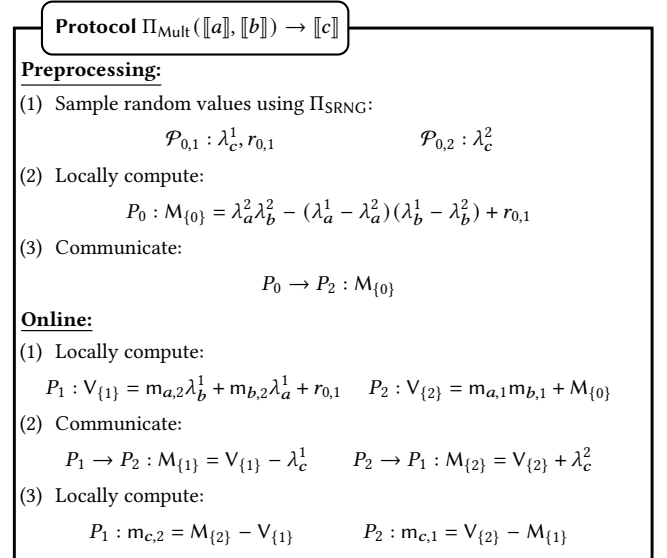 Protocol Π_Mult(⟦a⟧, ⟦b⟧) → ⟦c⟧
Preprocessing:
(1) Sample random values using Π_SRNG:
𝒫_{0,1} : λ_c^1, r_{0,1}    𝒫_{0,2} : λ_c^2
(2) Locally compute:
P_0 : M_{{0}} = λ_a^2 λ_b^2 − (λ_a^1 − λ_a^2)(λ_b^1 − λ_b^2) + r_{0,1}
(3) Communicate:
P_0 → P_2 : M_{{0}}
Online:
(1) Locally compute:
P_1 : V_{{1}} = m_{a,2} λ_b^1 + m_{b,2} λ_a^1 + r_{0,1}    P_2 : V_{{2}} = m_{a,1} m_{b,1} + M_{{0}}
(2) Communicate:
P_1 → P_2 : M_{{1}} = V_{{1}} − λ_c^1    P_2 → P_1 : M_{{2}} = V_{{2}} + λ_c^2
(3) Locally compute:
P_1 : m_{c,2} = M_{{2}} − V_{{1}}    P_2 : m_{c,1} = V_{{2}} − M_{{1}}